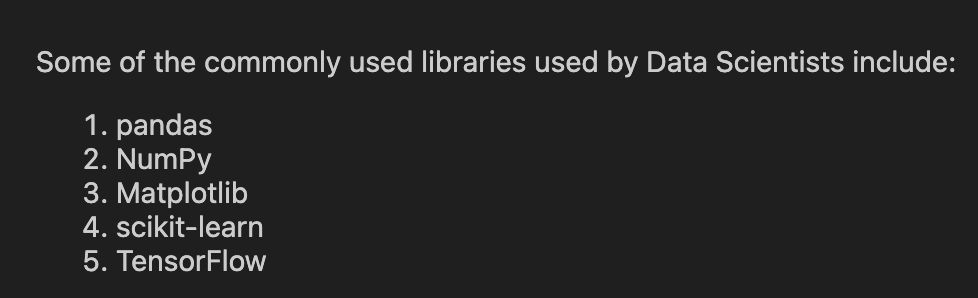 Some of the commonly used libraries used by Data Scientists include:
1. pandas
2. NumPy
3. Matplotlib
4. scikit-learn
5. TensorFlow